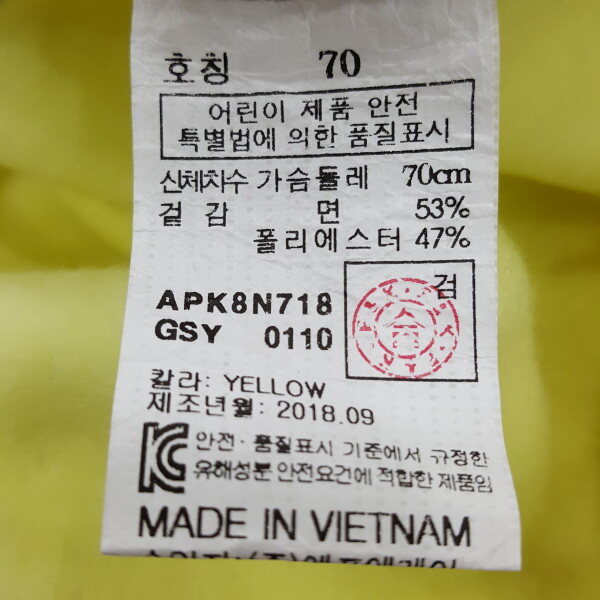 호칭 70
어린이 제품 안전
특별법에 의한 품질표시
신체치수 가슴둘레 70cm
겉감 면 53%
폴리에스터 47%
검
APK8N718
GSY 0110
칼라: YELLOW
제조년월: 2018.09
안전·품질표시 기준에서 규정한
유해성분 안전요건에 적합한 제품임
MADE IN VIETNAM